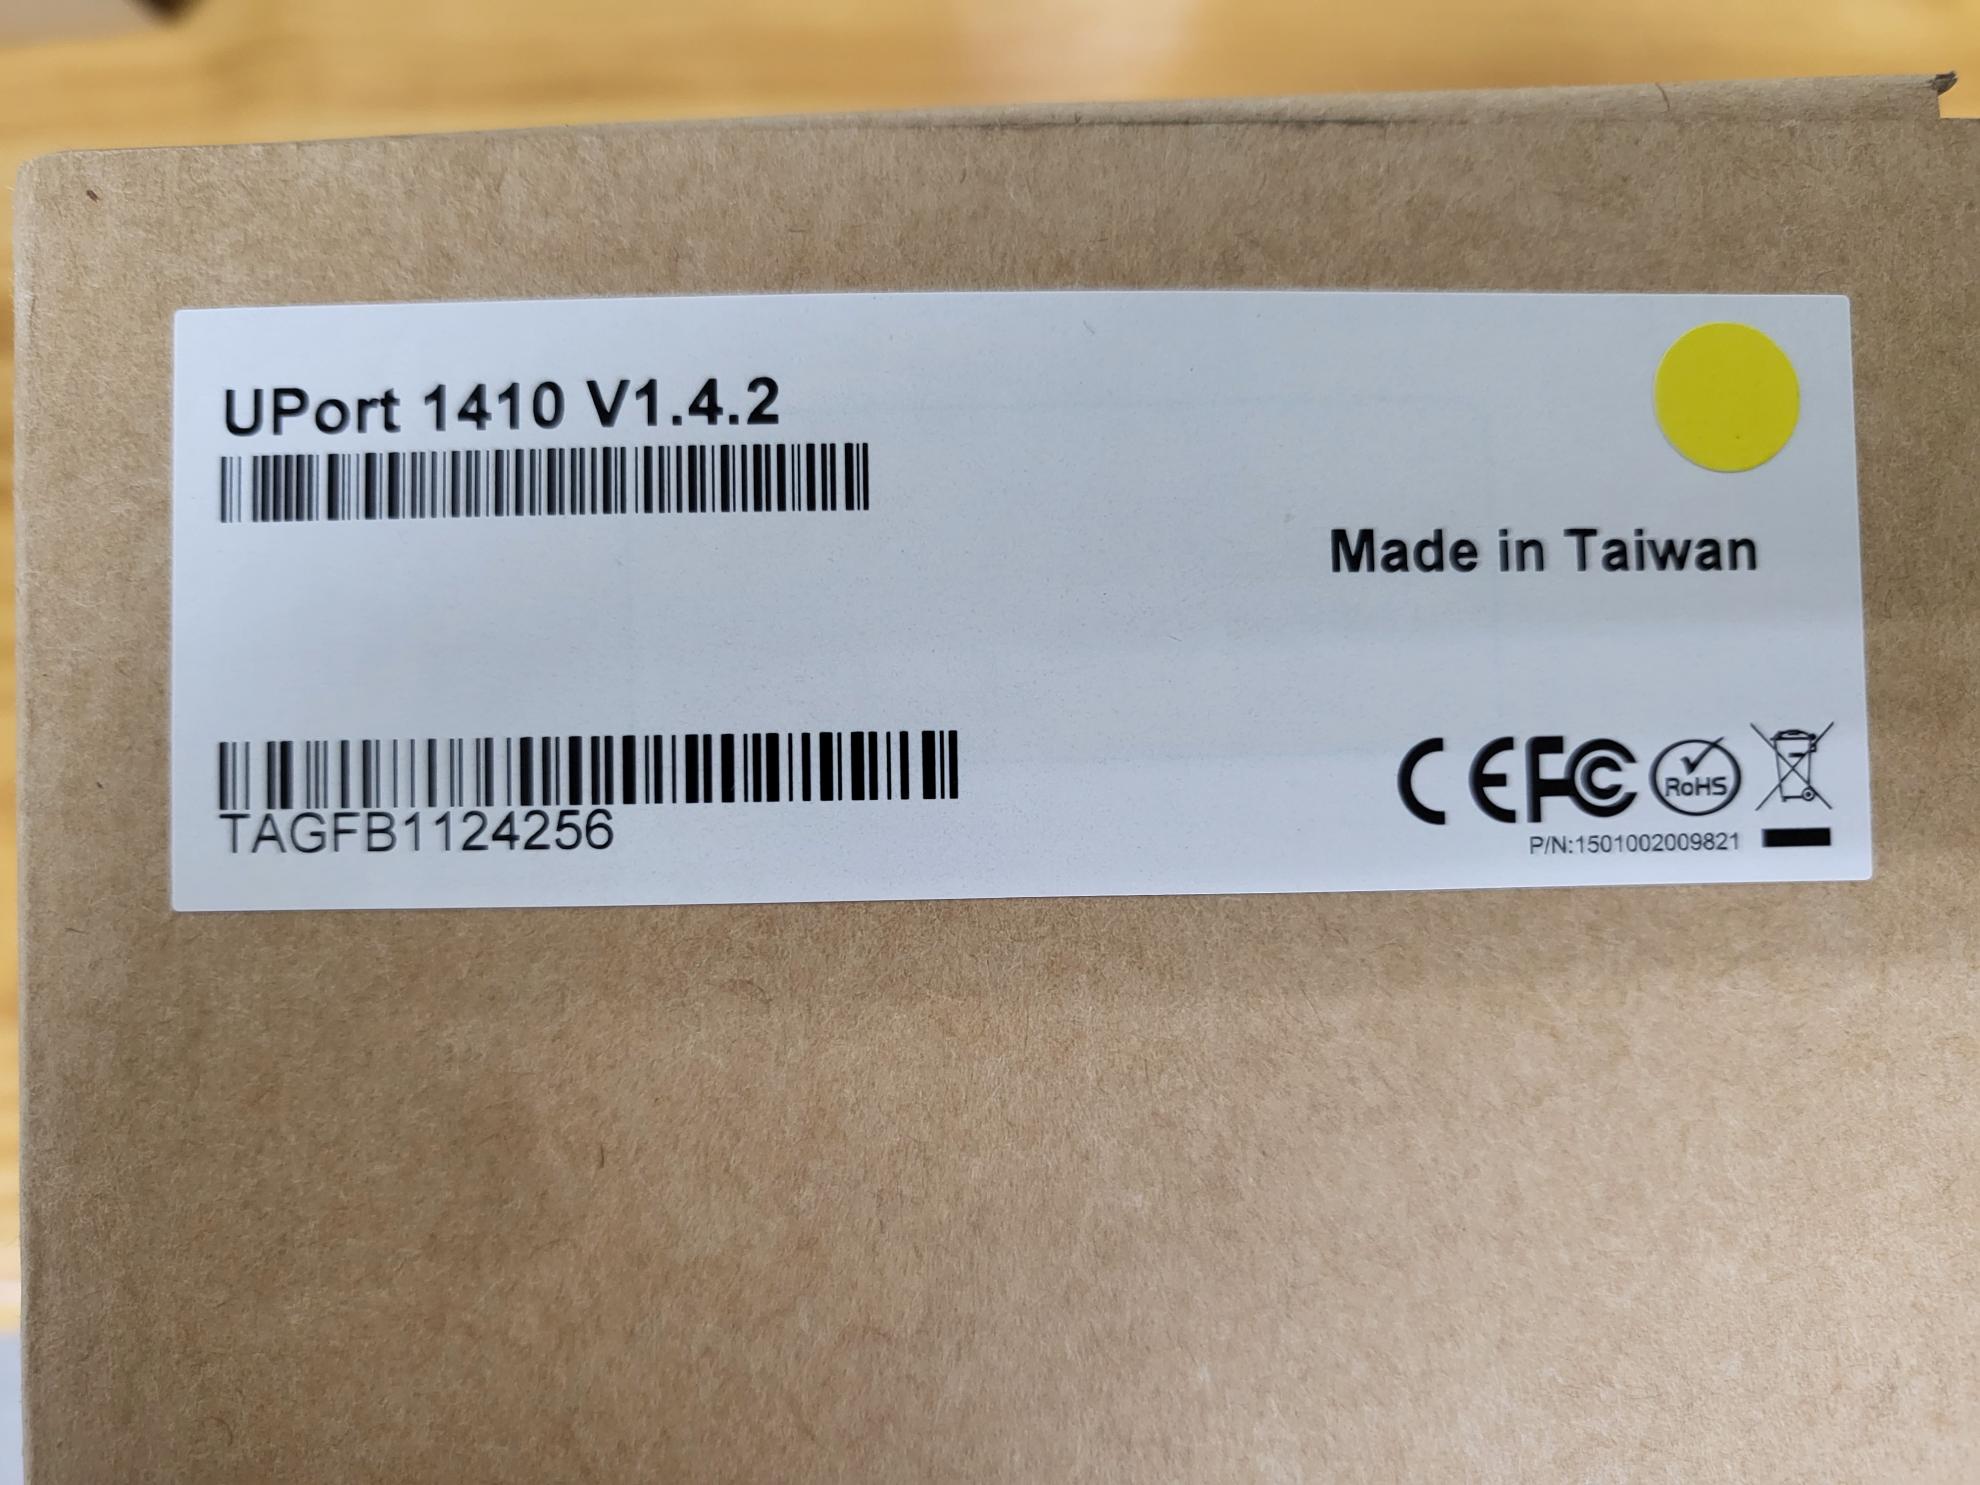 UPort 1410 V1.4.2
Made in Taiwan
TAGFB1124256
CE FC RoHS
P/N:1501002009821